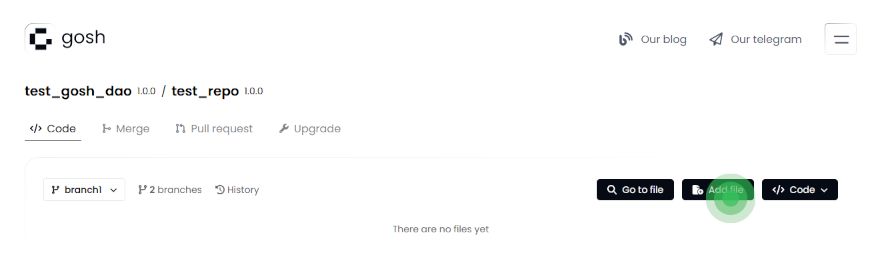 gosh
Our blog
Our telegram
test_gosh_dao 1.0.0 / test_repo 1.0.0
Code
Merge
Pull request
Upgrade
branch1
2 branches
History
Go to file
Add file
Code
There are no files yet